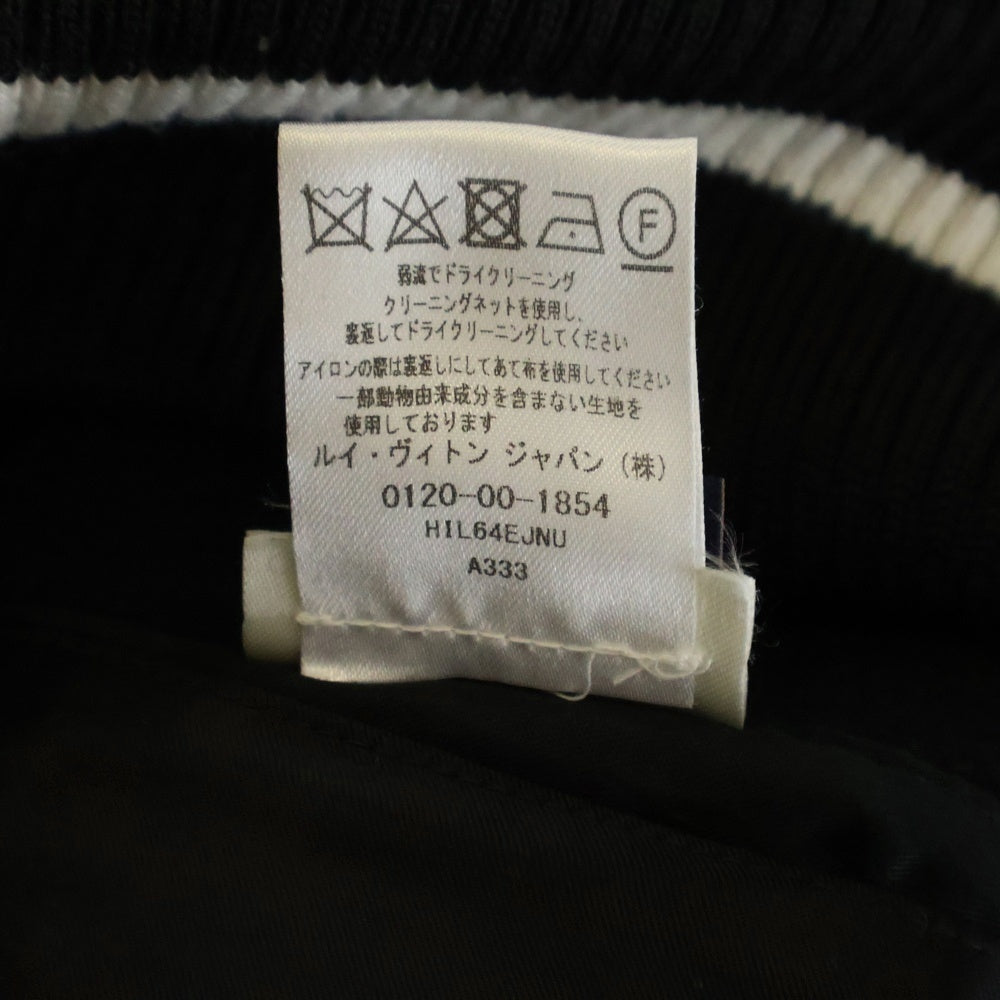 F
弱流でドライクリーニング
クリーニングネットを使用し、
裏返してドライクリーニングしてください
アイロンの際は裏返しにしてあて布を使用してください
一部動物由来成分を含まない生地を
使用しております
ルイ・ヴィトン ジャパン（株）
0120-00-1854
HIL64EJNU
A333